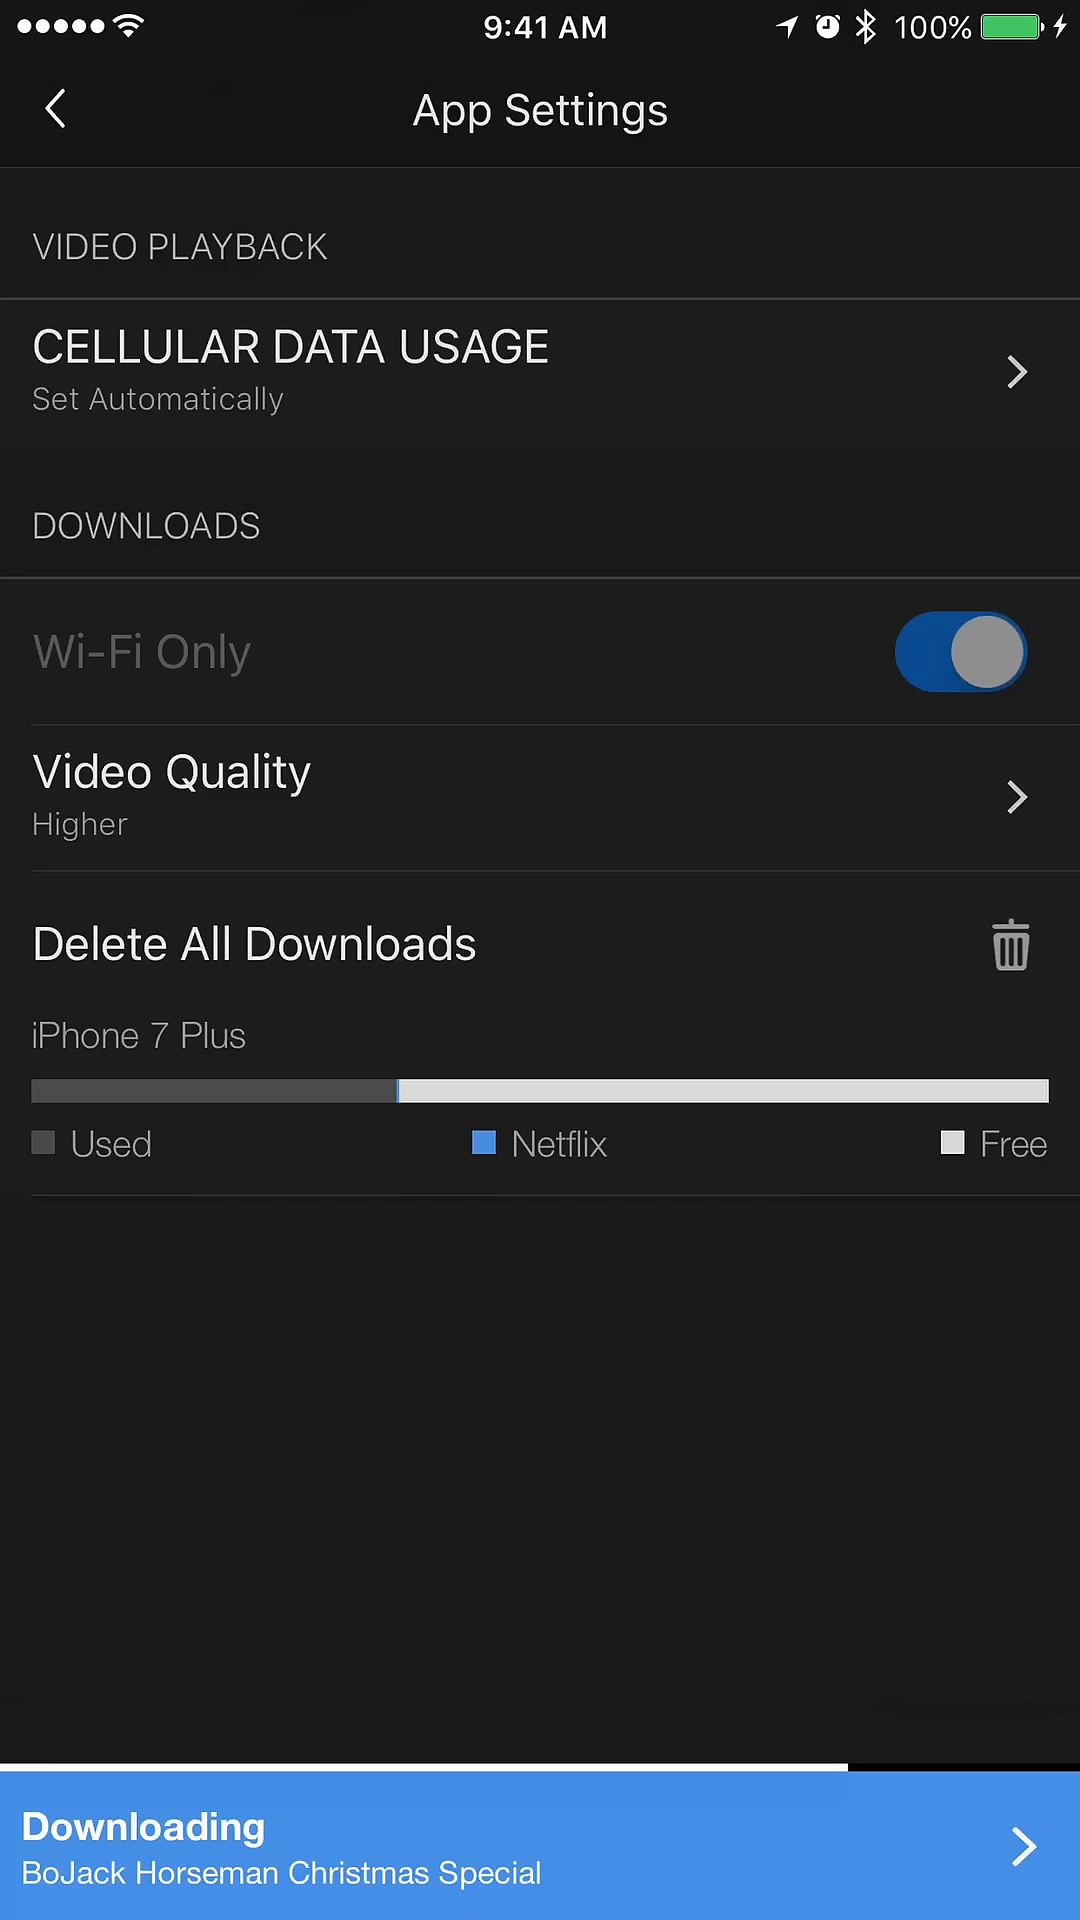 9:41 AM
100%
App Settings
VIDEO PLAYBACK
CELLULAR DATA USAGE
Set Automatically
DOWNLOADS
Wi-Fi Only
Video Quality
Higher
Delete All Downloads
iPhone 7 Plus
Used
Netflix
Free
Downloading
BoJack Horseman Christmas Special